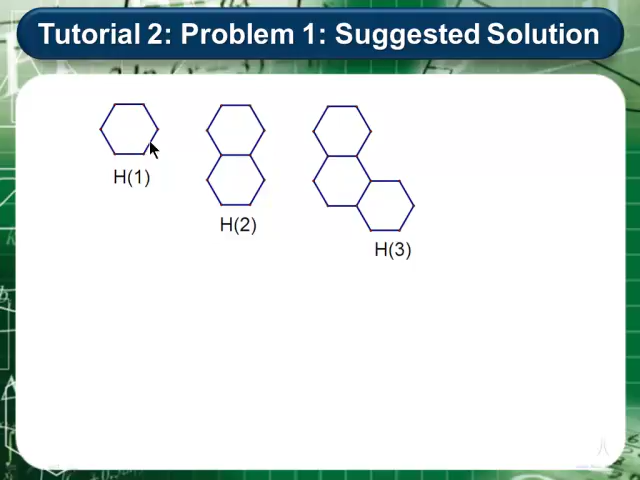 Tutorial 2: Problem 1: Suggested Solution
H(1)
H(2)
H(3)